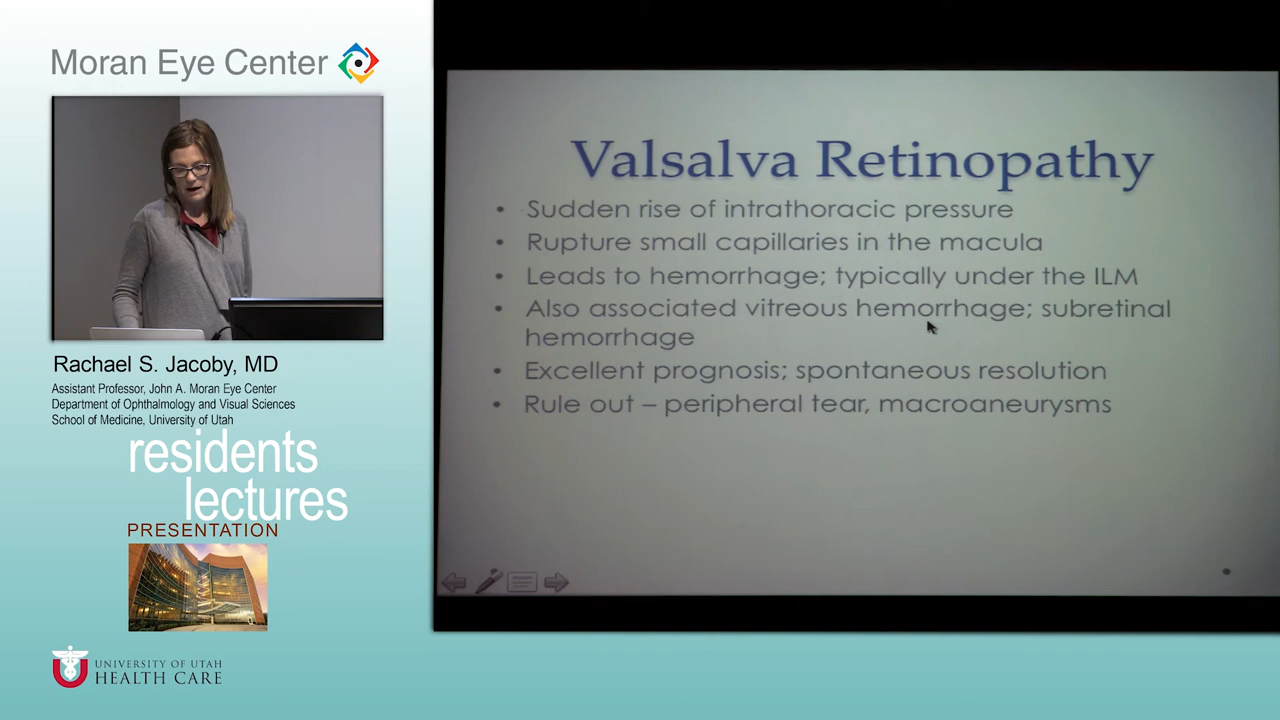 Moran Eye Center
Rachael S. Jacoby, MD
Assistant Professor, John A. Moran Eye Center
Department of Ophthalmology and Visual Sciences
School of Medicine, University of Utah
residents
lectures
PRESENTATION
UNIVERSITY OF UTAH
HEALTH CARE
Valsalva Retinopathy
• Sudden rise of intrathoracic pressure
• Rupture small capillaries in the macula
• Leads to hemorrhage; typically under the ILM
• Also associated vitreous hemorrhage; subretinal
hemorrhage
• Excellent prognosis; spontaneous resolution
• Rule out – peripheral tear, macroaneurysms